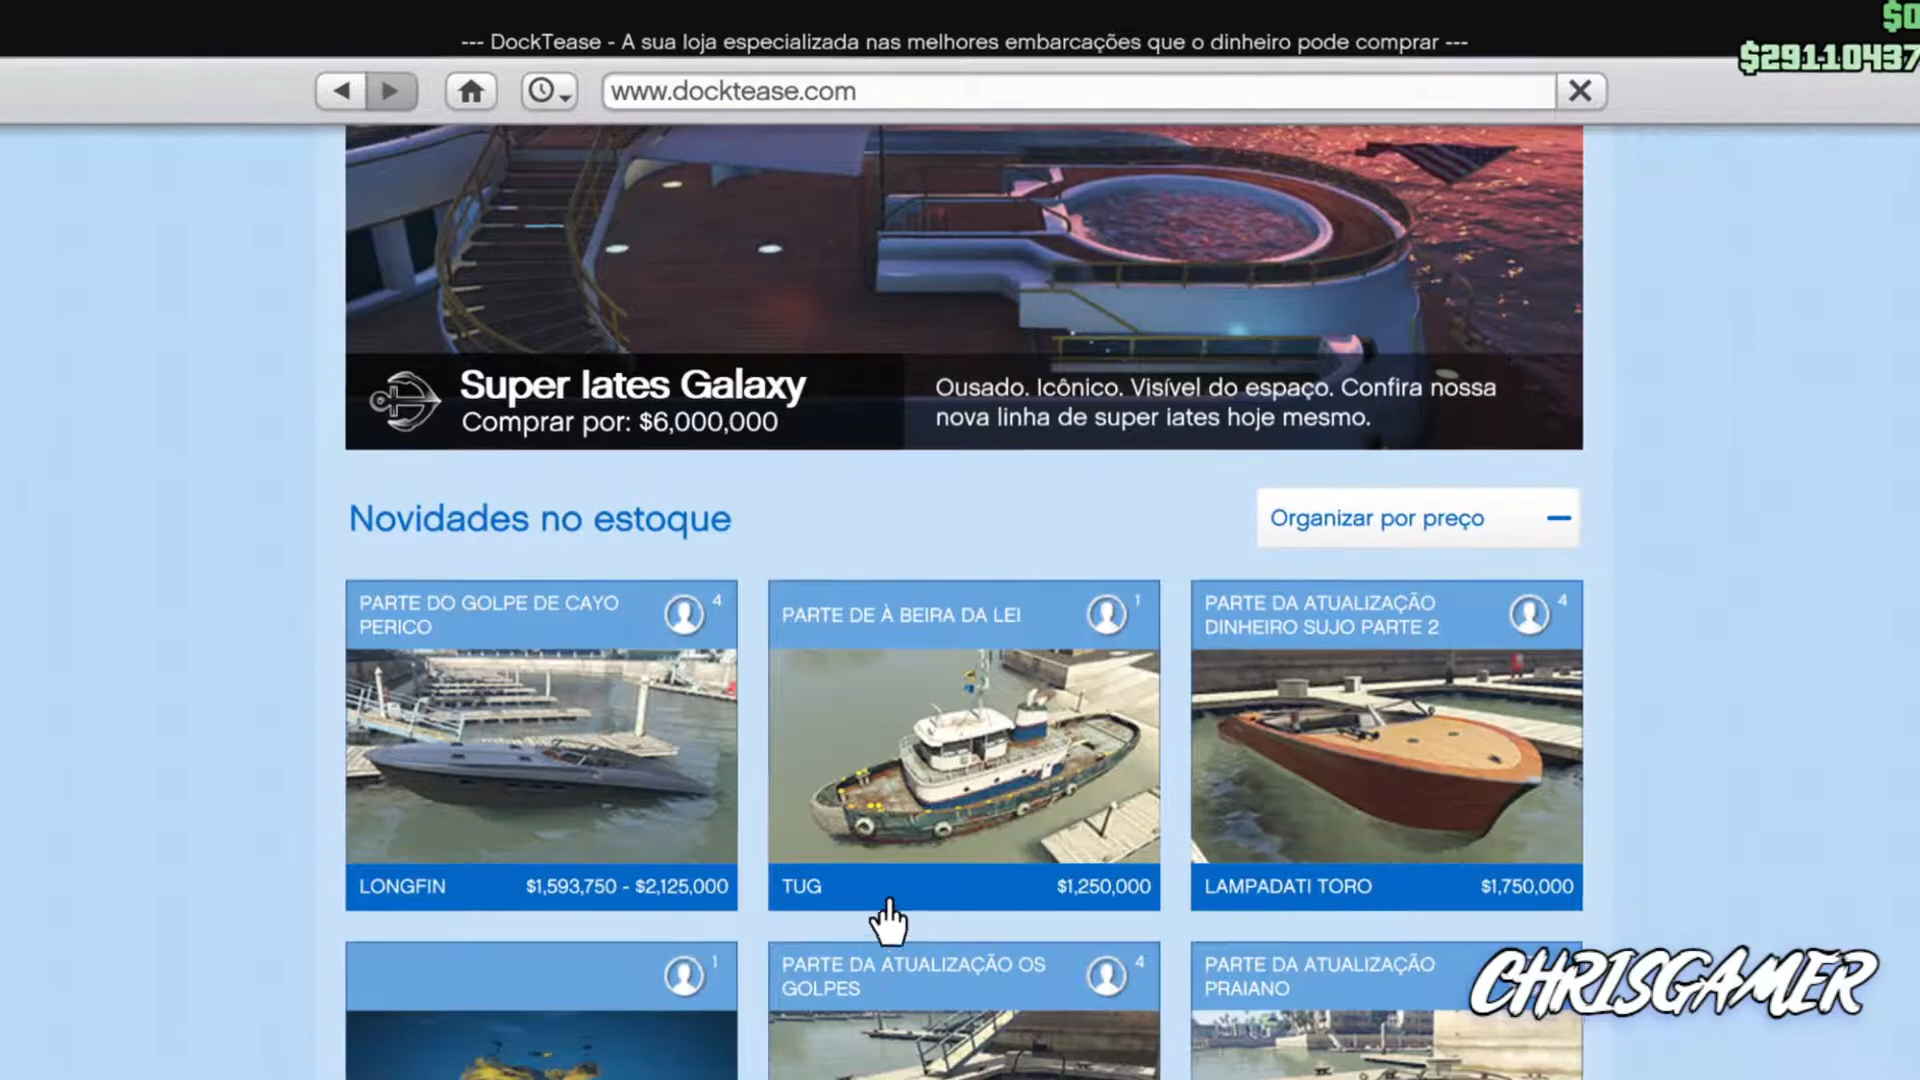 $0
--- DockTease - A sua loja especializada nas melhores embarcações que o dinheiro pode comprar ---
$29110437
www.docktease.com
Super Iates Galaxy
Comprar por: $6,000,000
Ousado. Icônico. Visível do espaço. Confira nossa
nova linha de super iates hoje mesmo.
Novidades no estoque
Organizar por preço
PARTE DO GOLPE DE CAYO
PERICO
4
PARTE DE À BEIRA DA LEI
1
PARTE DA ATUALIZAÇÃO
DINHEIRO SUJO PARTE 2
4
LONGFIN
$1,593,750 - $2,125,000
TUG
$1,250,000
LAMPADATI TORO
$1,750,000
1
PARTE DA ATUALIZAÇÃO OS
GOLPES
4
PARTE DA ATUALIZAÇÃO
PRAIANO
CHRISGAMER